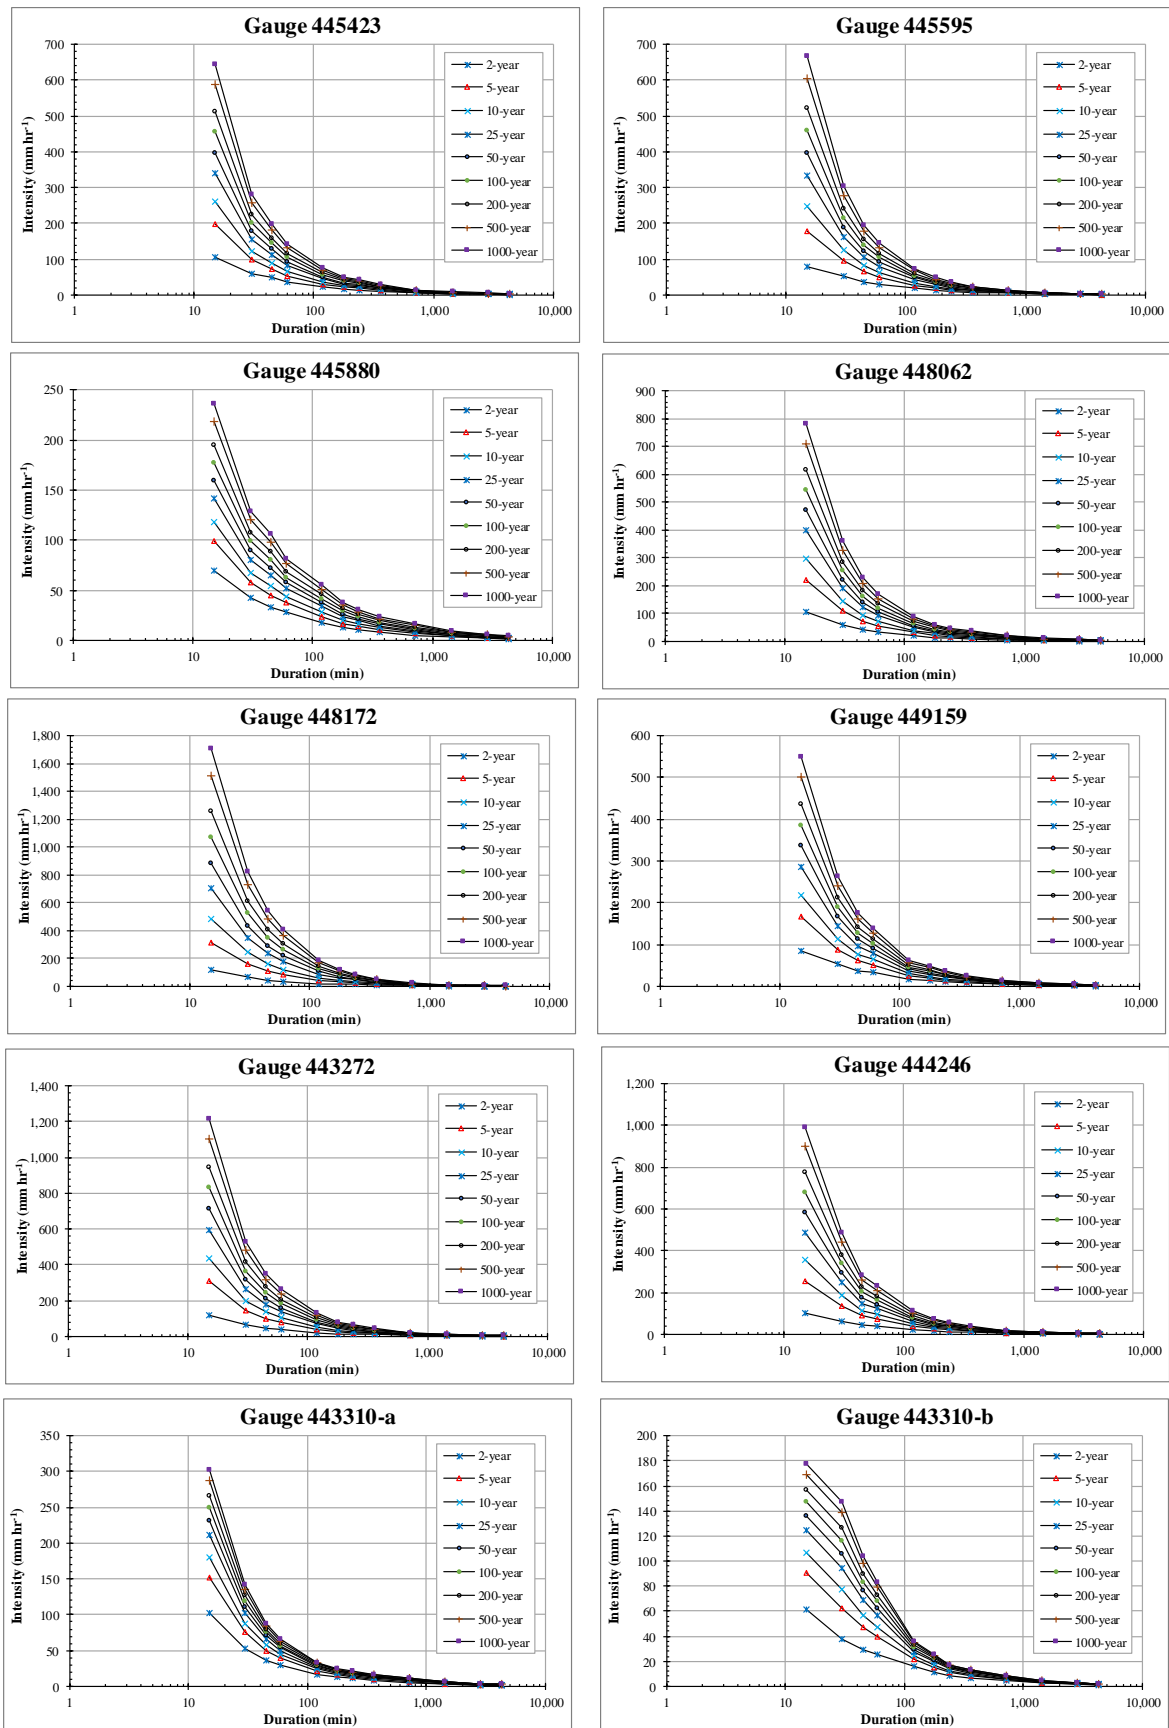 Gauge 445423
700
600
500
400
300
200
100
0
1
10
100
1,000
10,000
Intensity (mm hr-1)
Duration (min)
2-year
5-year
10-year
25-year
50-year
100-year
200-year
500-year
1000-year
Gauge 445595
700
600
500
400
300
200
100
0
1
10
100
1,000
10,000
Intensity (mm hr-1)
Duration (min)
2-year
5-year
10-year
25-year
50-year
100-year
200-year
500-year
1000-year
Gauge 445880
250
200
150
100
50
0
1
10
100
1,000
10,000
Intensity (mm hr-1)
Duration (min)
2-year
5-year
10-year
25-year
50-year
100-year
200-year
500-year
1000-year
Gauge 448062
900
800
700
600
500
400
300
200
100
0
1
10
100
1,000
10,000
Intensity (mm hr-1)
Duration (min)
2-year
5-year
10-year
25-year
50-year
100-year
200-year
500-year
1000-year
Gauge 448172
1,800
1,600
1,400
1,200
1,000
800
600
400
200
0
1
10
100
1,000
10,000
Intensity (mm hr-1)
Duration (min)
2-year
5-year
10-year
25-year
50-year
100-year
200-year
500-year
1000-year
Gauge 449159
600
500
400
300
200
100
0
1
10
100
1,000
10,000
Intensity (mm hr-1)
Duration (min)
2-year
5-year
10-year
25-year
50-year
100-year
200-year
500-year
1000-year
Gauge 443272
1,400
1,200
1,000
800
600
400
200
0
1
10
100
1,000
10,000
Intensity (mm hr-1)
Duration (min)
2-year
5-year
10-year
25-year
50-year
100-year
200-year
500-year
1000-year
Gauge 444246
1,200
1,000
800
600
400
200
0
1
10
100
1,000
10,000
Intensity (mm hr-1)
Duration (min)
2-year
5-year
10-year
25-year
50-year
100-year
200-year
500-year
1000-year
Gauge 443310-a
350
300
250
200
150
100
50
0
1
10
100
1,000
10,000
Intensity (mm hr-1)
Duration (min)
2-year
5-year
10-year
25-year
50-year
100-year
200-year
500-year
1000-year
Gauge 443310-b
200
180
160
140
120
100
80
60
40
20
0
1
10
100
1,000
10,000
Intensity (mm hr-1)
Duration (min)
2-year
5-year
10-year
25-year
50-year
100-year
200-year
500-year
1000-year